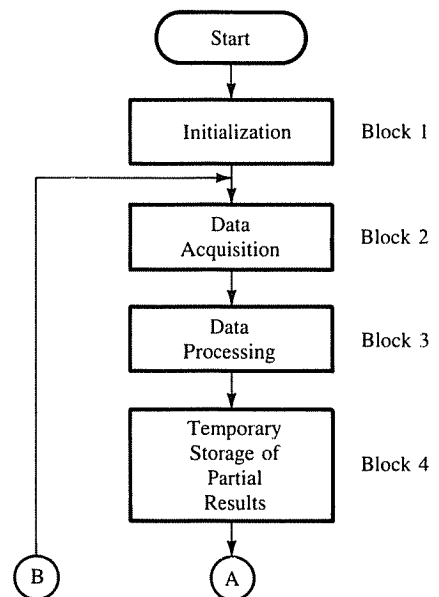 Start
Initialization
Block 1
Data
Acquisition
Block 2
Data
Processing
Block 3
Temporary
Storage of
Partial
Results
Block 4
B
A